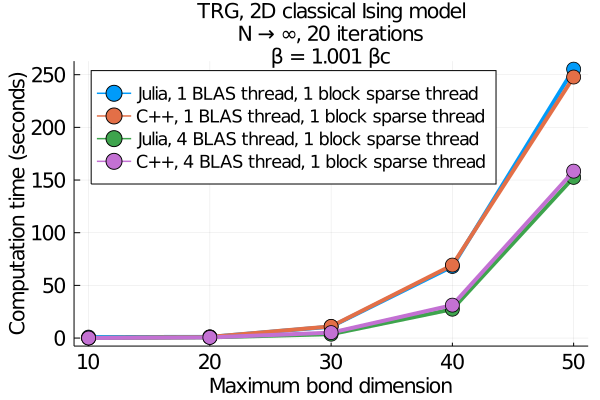 TRG, 2D classical Ising model
N → ∞, 20 iterations
β = 1.001 βc
Julia, 1 BLAS thread, 1 block sparse thread
C++, 1 BLAS thread, 1 block sparse thread
Julia, 4 BLAS thread, 1 block sparse thread
C++, 4 BLAS thread, 1 block sparse thread
Computation time (seconds)
250
200
150
100
50
0
10 20 30 40 50
Maximum bond dimension